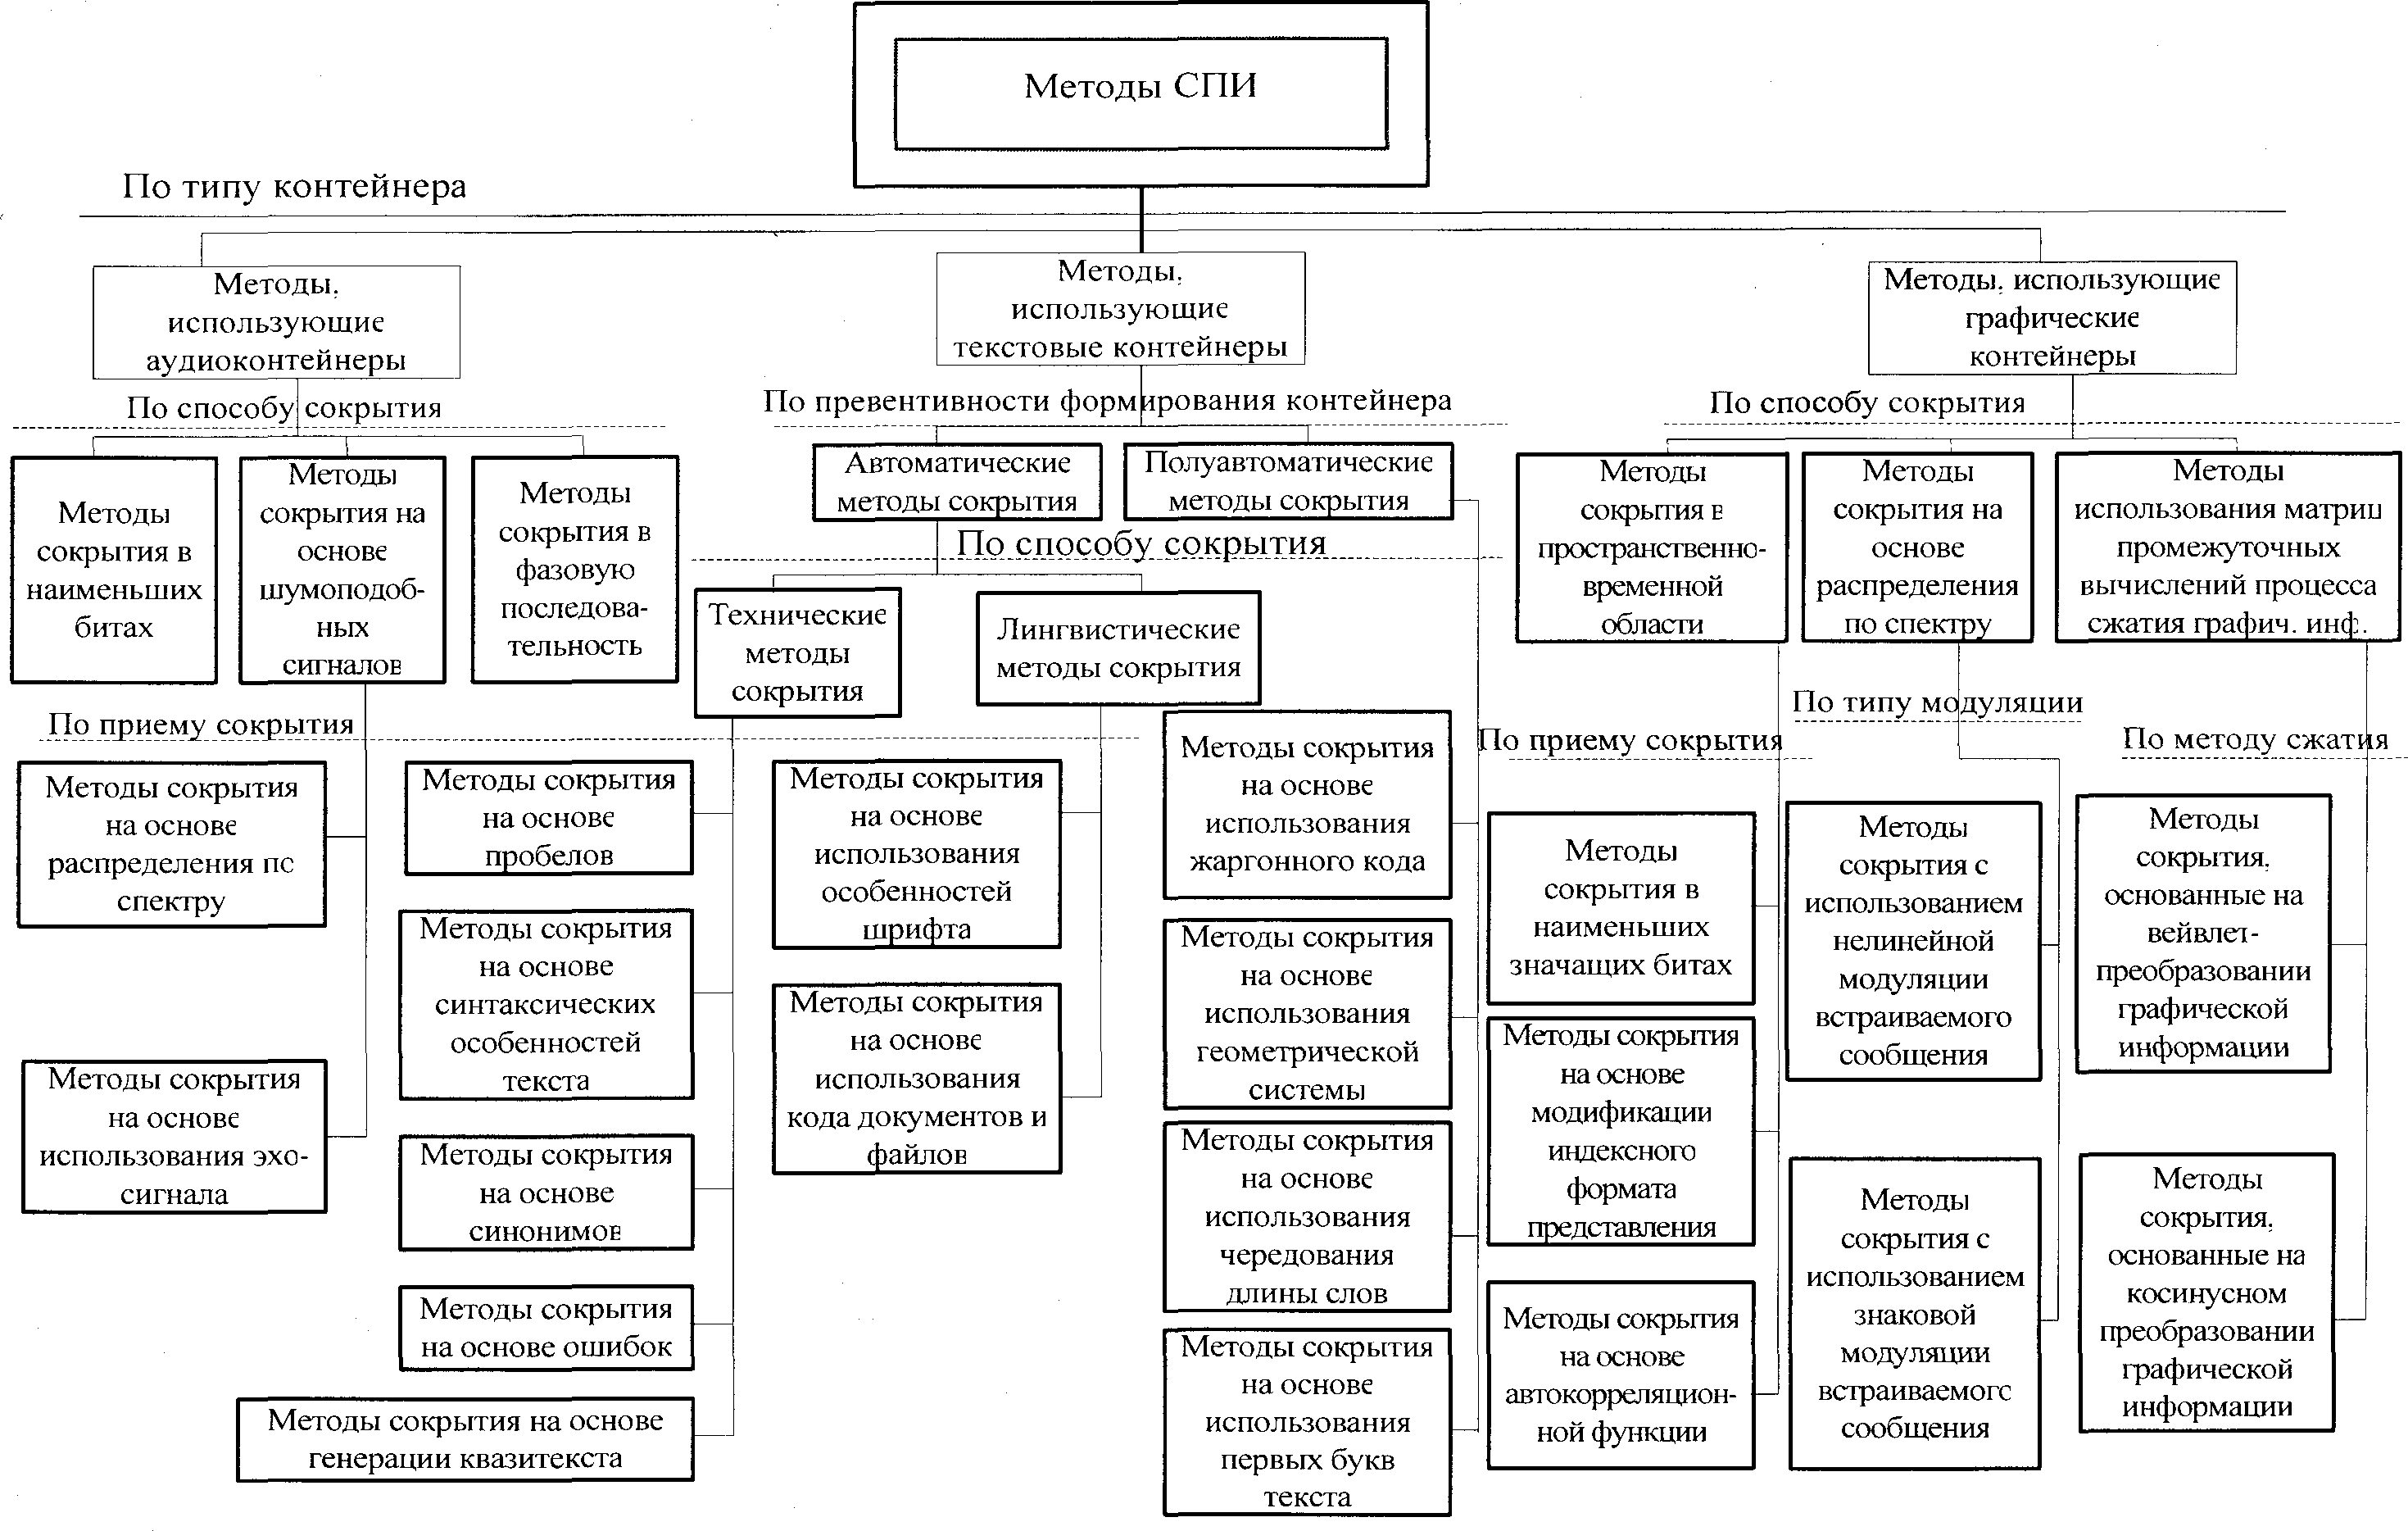 Методы СПИ
По типу контейнера
Методы,
использующие
аудиоконтейнеры
Методы,
использующие
текстовые контейнеры
Методы, использующие
графические
контейнеры
По способу сокрытия
По превентивности формирования контейнера
По способу сокрытия
Методы
сокрытия в
наименьших
битах
Методы
сокрытия на
основе
шумоподоб-
ных
сигналов
Методы
сокрытия в
фазовую
последова-
тельность
Автоматические
методы сокрытия
Полуавтоматические
методы сокрытия
Методы
сокрытия в
пространственно-
временной
области
Методы
сокрытия на
основе
распределения
по спектру
Методы
использования матриц
промежуточных
вычислений процесса
сжатия графич. инф.
По способу сокрытия
Технические
методы
сокрытия
Лингвистические
методы сокрытия
По приему сокрытия
По типу модуляции
По приему сокрытия
По методу сжатия
Методы сокрытия
на основе
распределения по
спектру
Методы сокрытия
на основе
использования эхо-
сигнала
Методы сокрытия
на основе
пробелов
Методы сокрытия
на основе
синтаксических
особенностей
текста
Методы сокрытия
на основе
синонимов
Методы сокрытия
на основе ошибок
Методы сокрытия на основе
генерации квазитекста
Методы сокрытия
на основе
использования
особенностей
шрифта
Методы сокрытия
на основе
использования
кода документов и
файлов
Методы сокрытия
на основе
использования
жаргонного кода
Методы сокрытия
на основе
использования
геометрической
системы
Методы сокрытия
на основе
использования
чередования
длины слов
Методы сокрытия
на основе
использования
первых букв
текста
Методы
сокрытия в
наименьших
значащих битах
Методы сокрытия
на основе
модификации
индексного
формата
представления
Методы сокрытия
на основе
автокорреляцион-
ной функции
Методы
сокрытия с
использованием
нелинейной
модуляции
встраиваемого
сообщения
Методы
сокрытия с
использованием
знаковой
модуляции
встраиваемого
сообщения
Методы
сокрытия,
основанные на
вейвлет-
преобразовании
графической
информации
Методы
сокрытия,
основанные на
косинусном
преобразовании
графической
информации